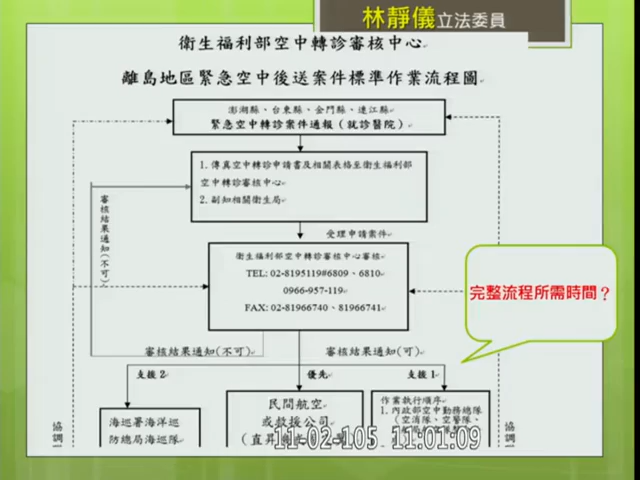 林靜儀立法委員
衛生福利部空中轉診審核中心
離島地區緊急空中後送案件標準作業流程圖
澎湖縣、台東縣、金門縣、連江縣
緊急空中轉診案件通報（就診醫院）
1. 傳真空中轉診申請書及相關表格至衛生福利部
空中轉診審核中心
2. 副知相關衛生局
審核結果通知(不可)
受理申請案件
衛生福利部空中轉診審核中心審核
TEL: 02-8195119#6809、6810
0966-957-119
FAX: 02-81966740、81966741
完整流程所需時間？
審核結果通知(不可)
審核結果通知(可)
支援2
優先
支援1
海巡署海洋巡
防總局海巡隊
民間航空
或救援公司
作業執行順序
1. 內政部空中勤務總隊
(空消隊、空警隊、
協調
協調
11-02-105 11:01:09